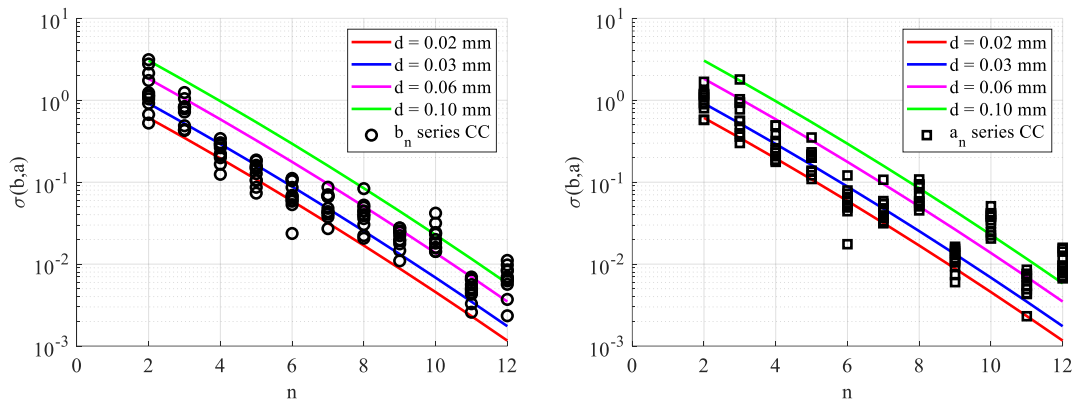 10^1
10^0
10^-1
10^-2
10^-3
σ(b,a)
0 2 4 6 8 10 12
n
d = 0.02 mm
d = 0.03 mm
d = 0.06 mm
d = 0.10 mm
b_n series CC
10^1
10^0
10^-1
10^-2
10^-3
σ(b,a)
0 2 4 6 8 10 12
n
d = 0.02 mm
d = 0.03 mm
d = 0.06 mm
d = 0.10 mm
a_n series CC